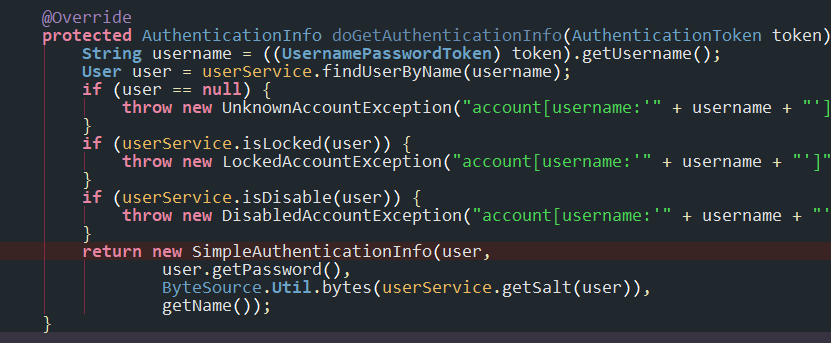 @Override
protected AuthenticationInfo doGetAuthenticationInfo(AuthenticationToken token)
String username = ((UsernamePasswordToken) token).getUsername();
User user = userService.findUserByName(username);
if (user == null) {
throw new UnknownAccountException("account[username:'" + username + "']
}
if (userService.isLocked(user)) {
throw new LockedAccountException("account[username:'" + username + "']"
}
if (userService.isDisable(user)) {
throw new DisabledAccountException("account[username:'" + username + "'
}
return new SimpleAuthenticationInfo(user,
user.getPassword(),
ByteSource.Util.bytes(userService.getSalt(user)),
getName());
}